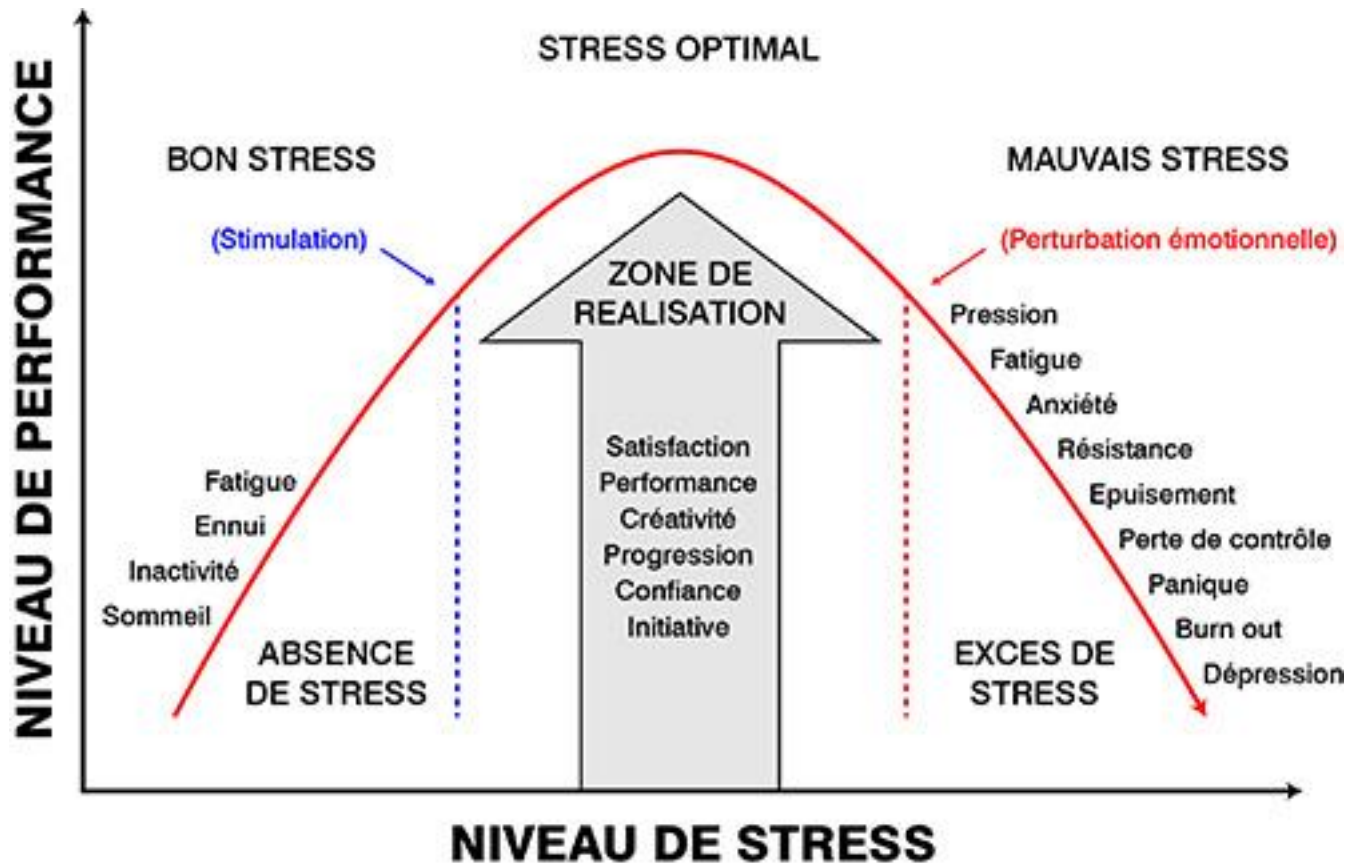 STRESS OPTIMAL
BON STRESS
MAUVAIS STRESS
(Stimulation)
(Perturbation émotionnelle)
ZONE DE
REALISATION
Satisfaction
Performance
Créativité
Progression
Confiance
Initiative
Fatigue
Ennui
Inactivité
Sommeil
ABSENCE
DE STRESS
Pression
Fatigue
Anxiété
Résistance
Epuisement
Perte de contrôle
Panique
Burn out
Dépression
EXCES DE
STRESS
NIVEAU DE PERFORMANCE
NIVEAU DE STRESS